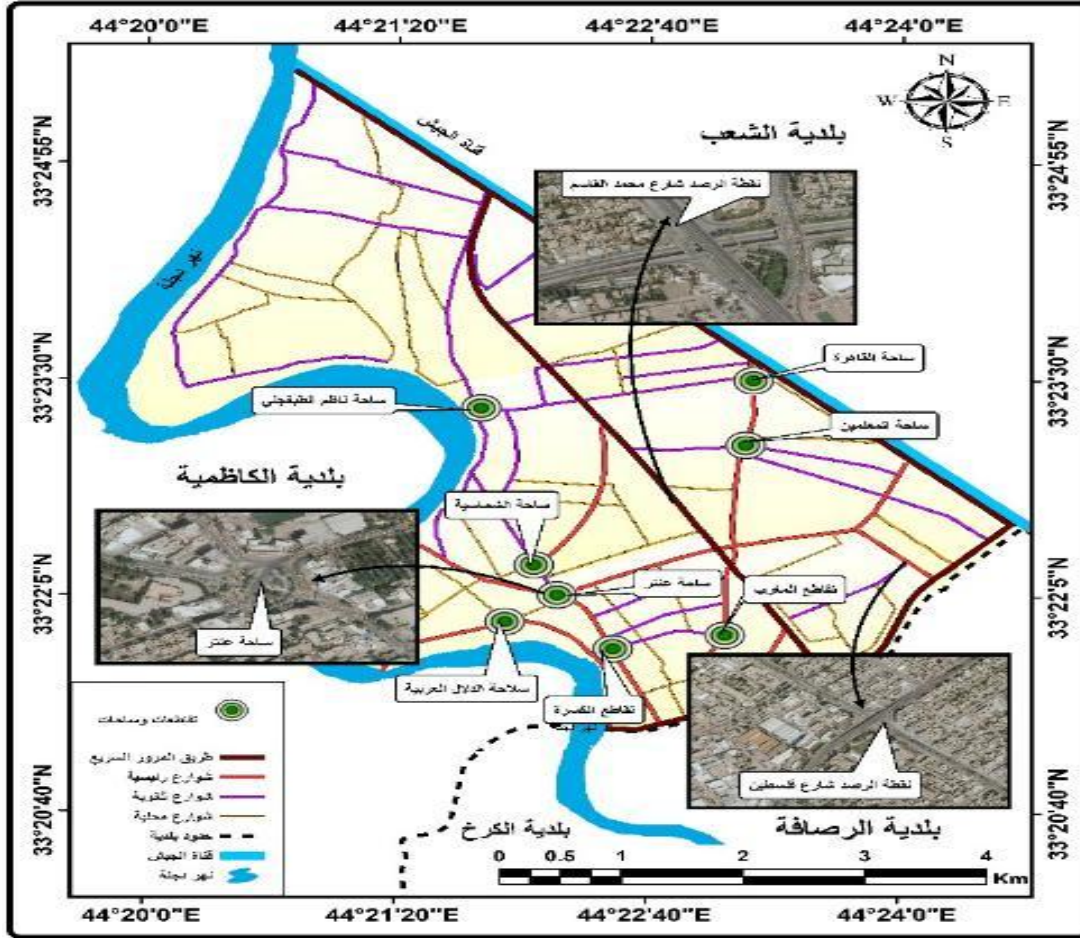 44°20'0"E 44°21'20"E 44°22'40"E 44°24'0"E
N
W E
S
33°24'55"N
33°23'30"N
33°22'5"N
33°20'40"N
33°24'55"N
33°23'30"N
33°22'5"N
33°20'40"N
قناة الجيش
بلدية الشعب
نقطة الرصد شارع محمد القاسم
نهر دجلة
ساحة القاهرة
ساحة ناظم الطبقجلي
ساحة المعلمين
بلدية الكاظمية
ساحة الشماسية
ساحة عنتر
تقاطع المغرب
ساحة عنتر
تقاطع الكسرة
نقطة الرصد شارع فلسطين
بلدية الرصافة
بلدية الكرخ
تقاطعات وساحات
طريق المرور السريع
شوارع رئيسية
شوارع ثانوية
شوارع محلية
حدود بلدية
قناة الجيش
نهر دجلة
0 0.5 1 2 3 4
Km
44°20'0"E 44°21'20"E 44°22'40"E 44°24'0"E